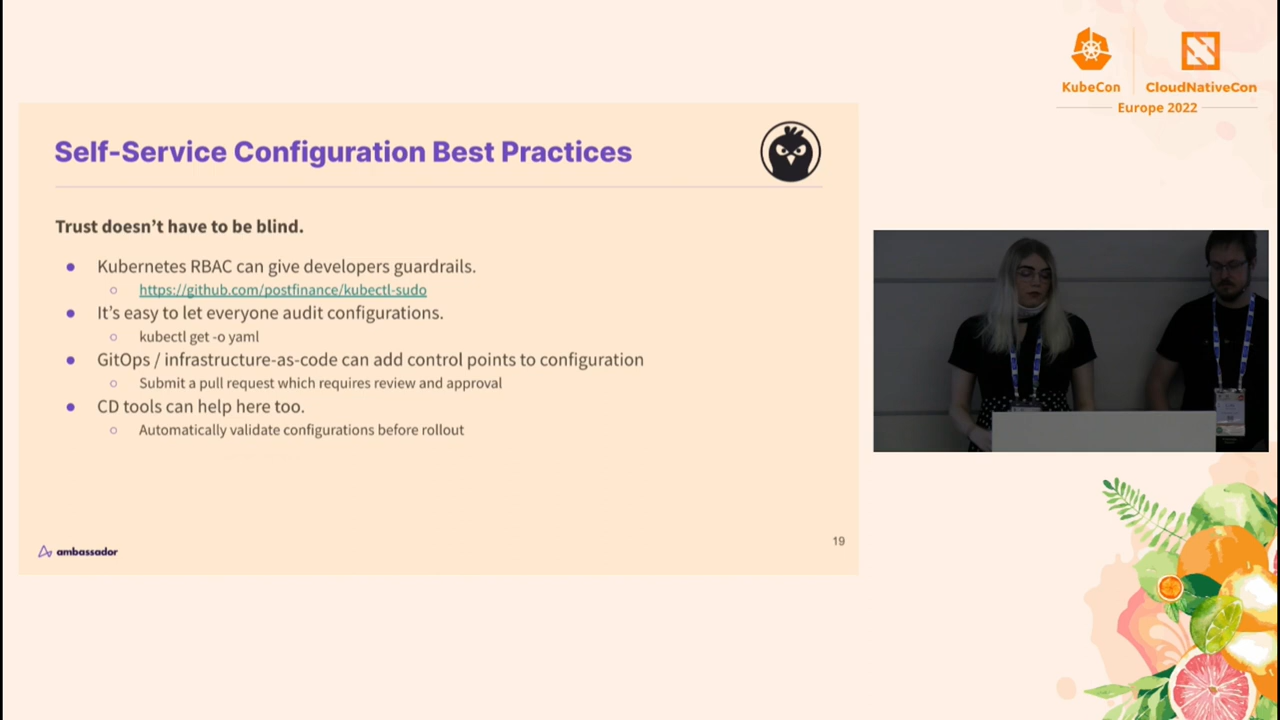 KubeCon
CloudNativeCon
Europe 2022
Self-Service Configuration Best Practices
Trust doesn't have to be blind.
Kubernetes RBAC can give developers guardrails.
https://github.com/postfinance/kubectl-sudo
It's easy to let everyone audit configurations.
kubectl get -o yaml
GitOps / infrastructure-as-code can add control points to configuration
Submit a pull request which requires review and approval
CD tools can help here too.
Automatically validate configurations before rollout
ambassador
19